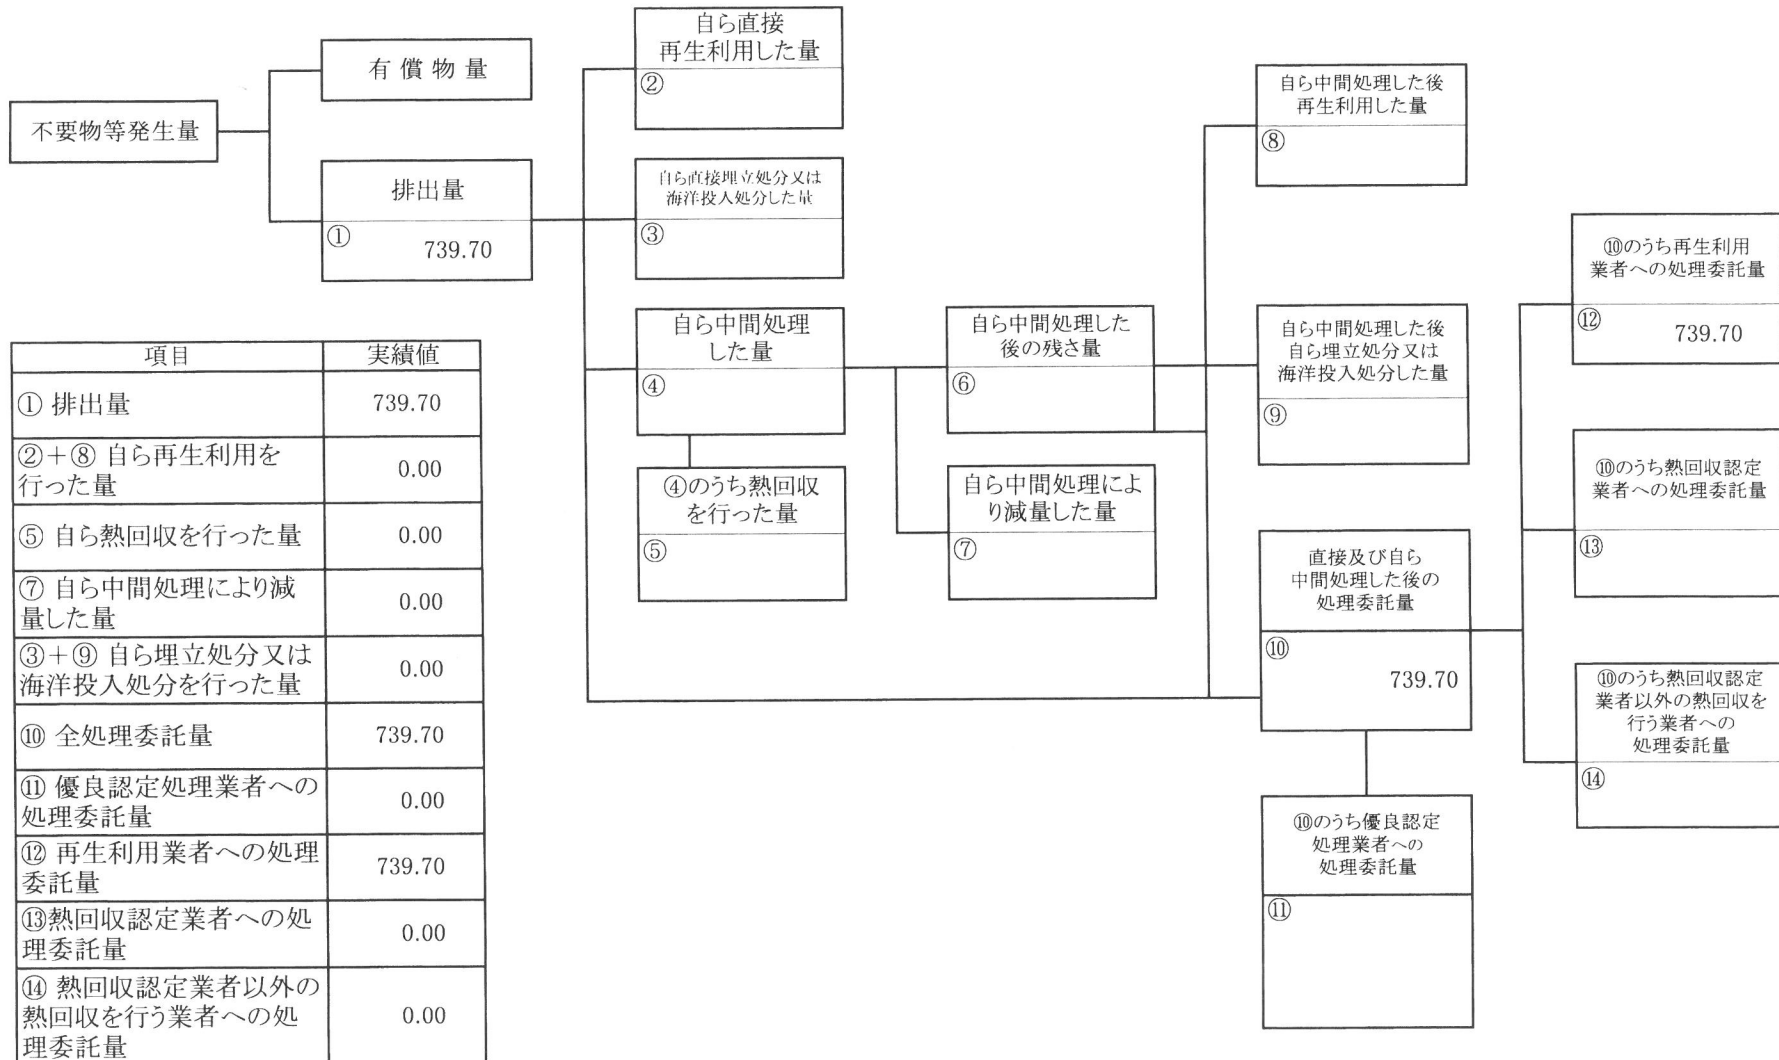 不要物等発生量
有償物量
排出量
①
739.70
自ら直接
再生利用した量
②
自ら直接埋立処分又は
海洋投入処分した量
③
自ら中間処理
した量
④
④のうち熱回収
を行った量
⑤
自ら中間処理した
後の残さ量
⑥
自ら中間処理によ
り減量した量
⑦
自ら中間処理した後
再生利用した量
⑧
自ら中間処理した後
自ら埋立処分又は
海洋投入処分した量
⑨
直接及び自ら
中間処理した後の
処理委託量
⑩
739.70
⑩のうち優良認定
処理業者への
処理委託量
⑪
⑩のうち再生利用
業者への処理委託量
⑫
739.70
⑩のうち熱回収認定
業者への処理委託量
⑬
⑩のうち熱回収認定
業者以外の熱回収を
行う業者への
処理委託量
⑭
項目 実績値
① 排出量 739.70
②＋⑧ 自ら再生利用を
行った量 0.00
⑤ 自ら熱回収を行った量 0.00
⑦ 自ら中間処理により減
量した量 0.00
③＋⑨ 自ら埋立処分又は
海洋投入処分を行った量 0.00
⑩ 全処理委託量 739.70
⑪ 優良認定処理業者への
処理委託量 0.00
⑫ 再生利用業者への処理
委託量 739.70
⑬熱回収認定業者への処
理委託量 0.00
⑭ 熱回収認定業者以外の
熱回収を行う業者への処
理委託量 0.00